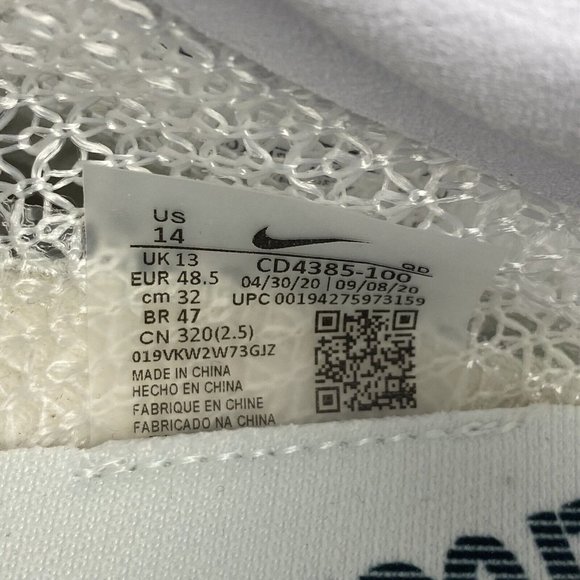 US
14
UK 13
EUR 48.5
cm 32
BR 47
CN 320(2.5)
019VKW2W73GJZ
MADE IN CHINA
HECHO EN CHINA
FABRIQUE EN CHINE
FABRICADO NA CHINA
CD4385-100 QD
04/30/20 | 09/08/20
UPC 00194275973159